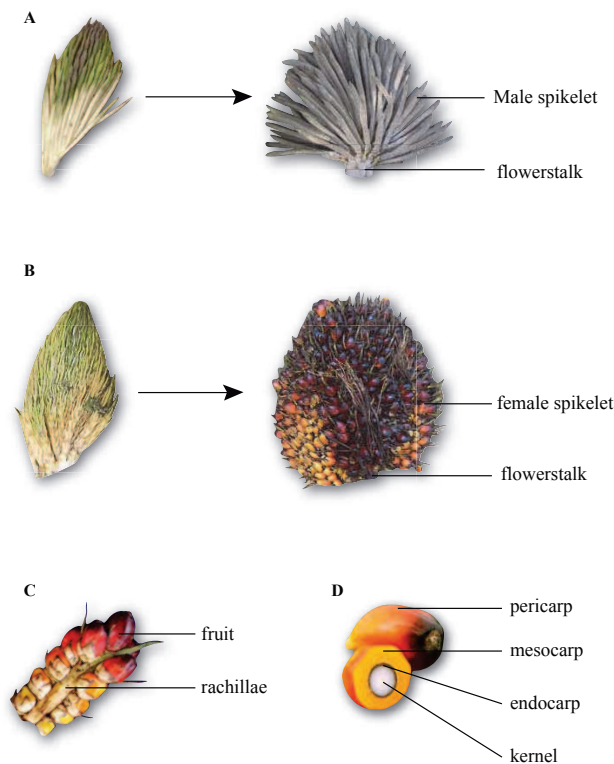 A
Male spikelet
flowerstalk
B
female spikelet
flowerstalk
C
D
fruit
rachillae
pericarp
mesocarp
endocarp
kernel